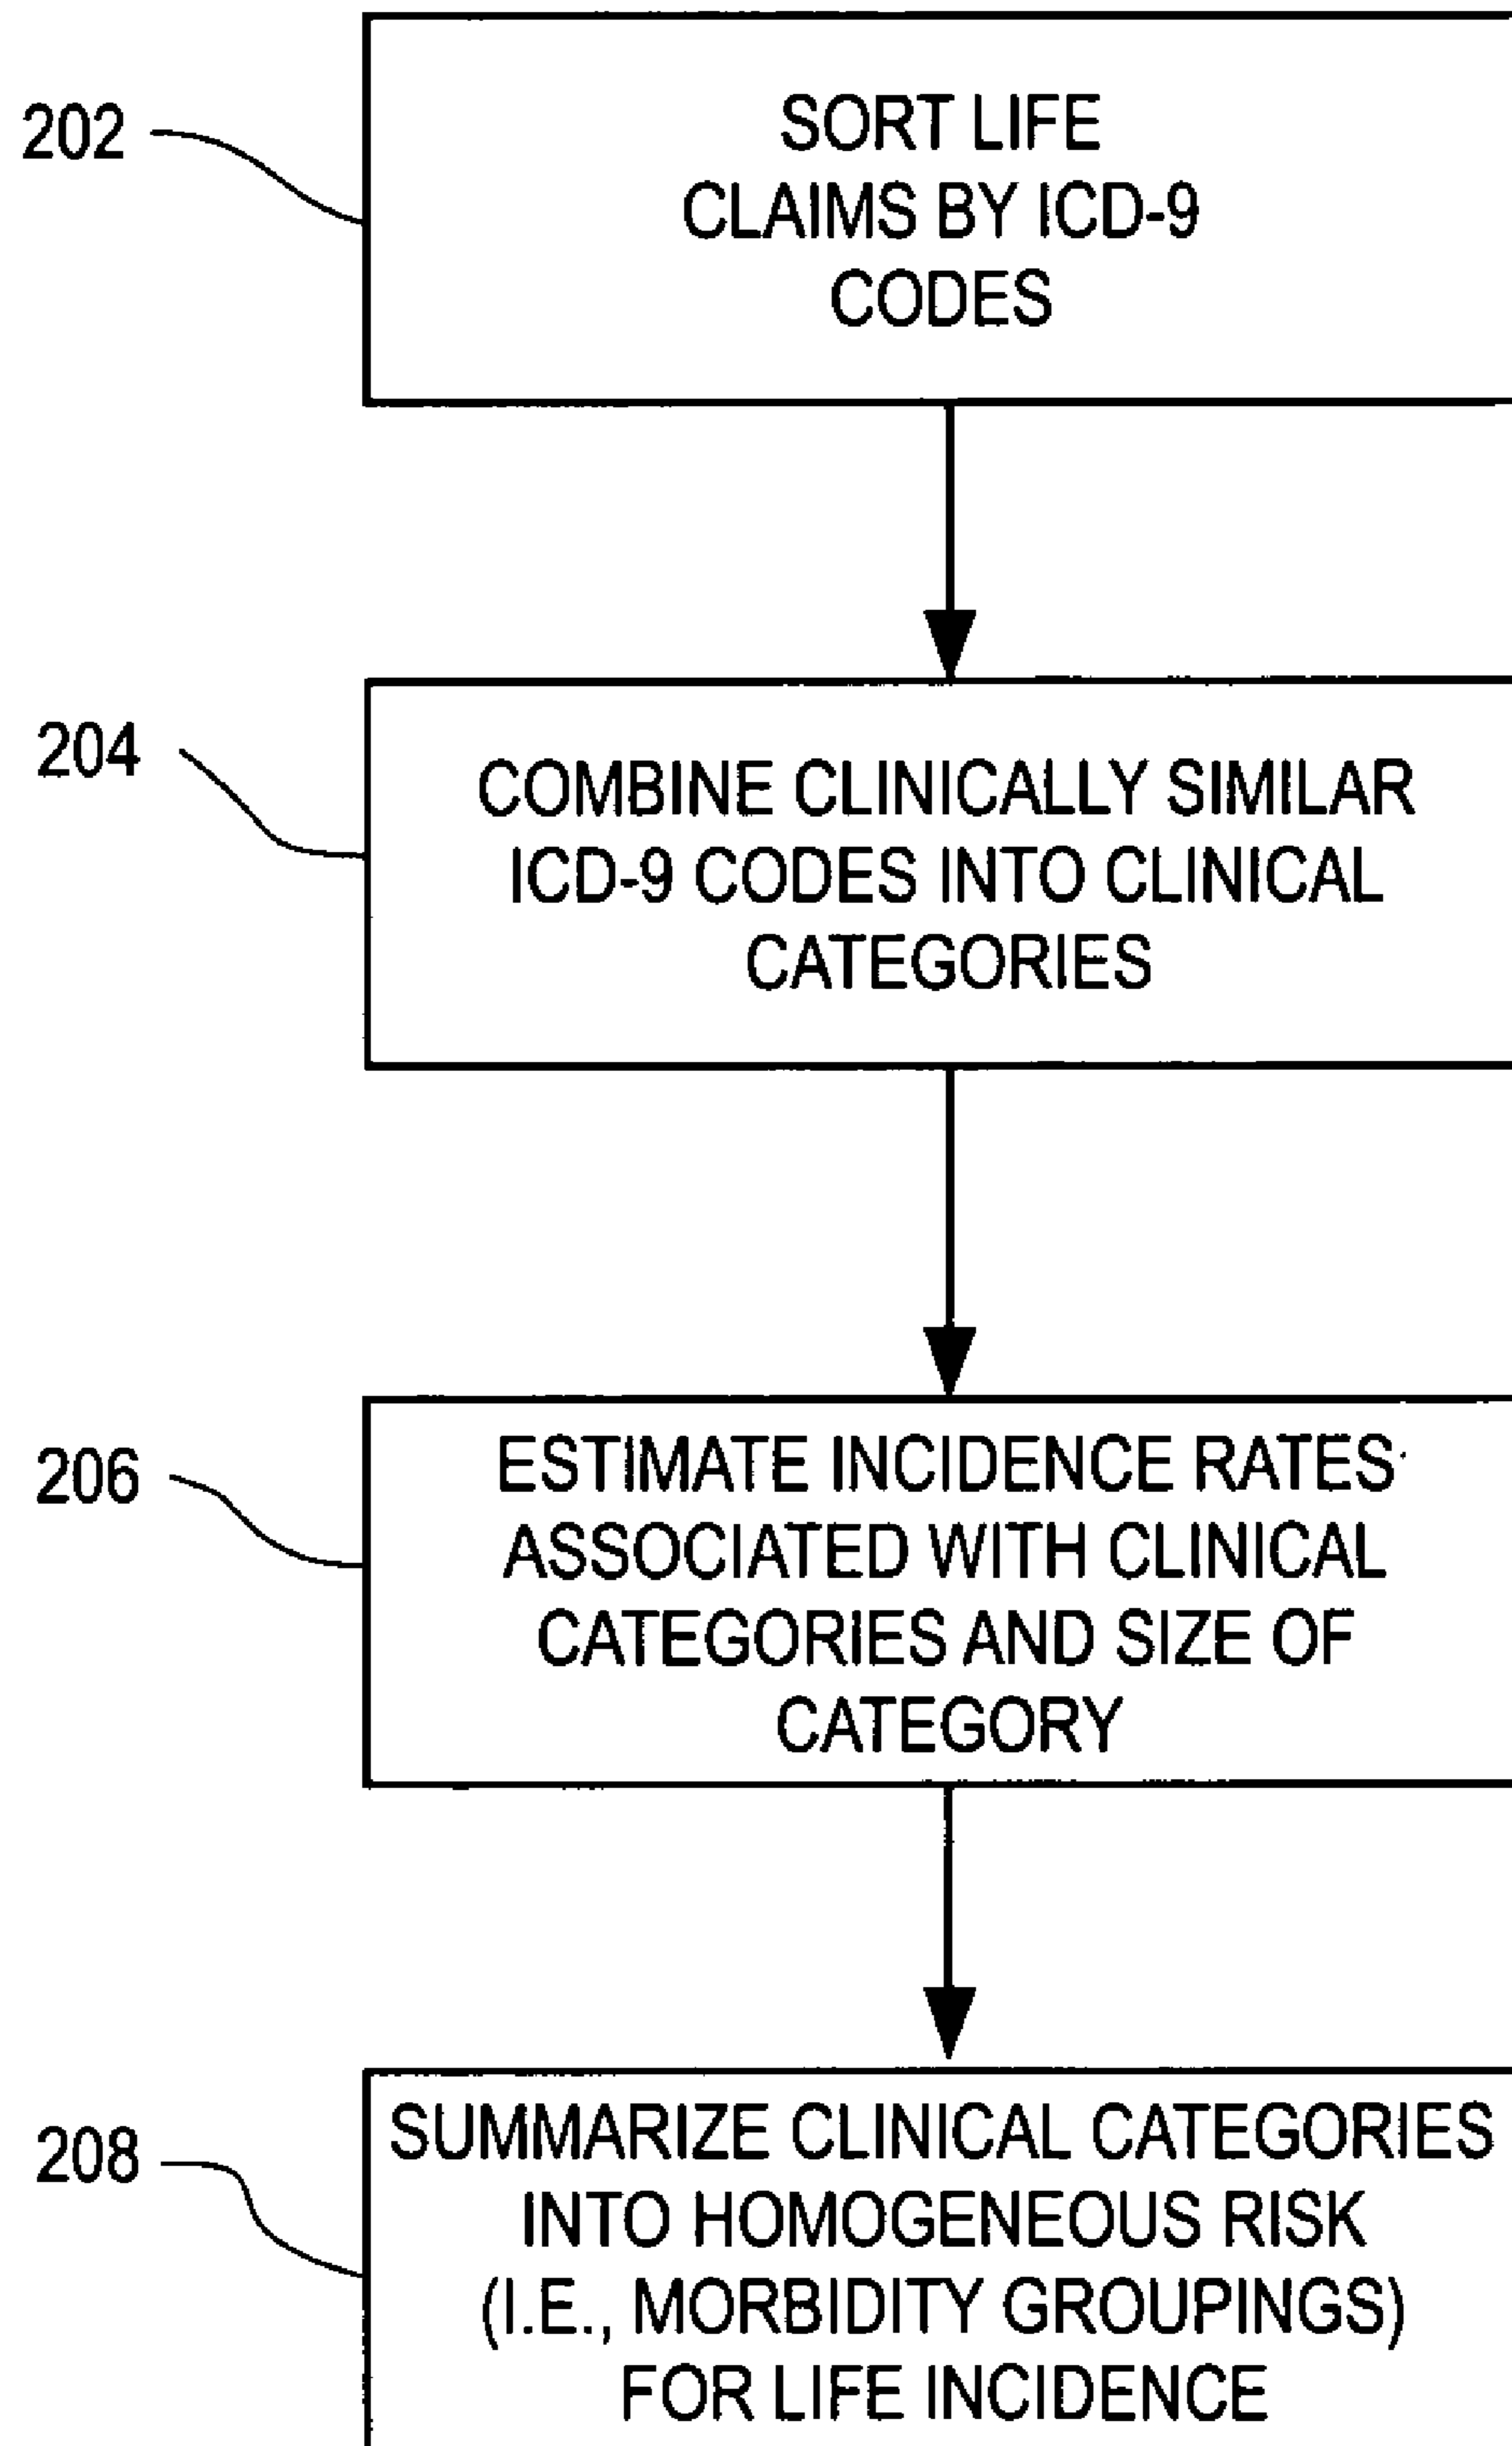 202
SORT LIFE
CLAIMS BY ICD-9
CODES
204
COMBINE CLINICALLY SIMILAR
ICD-9 CODES INTO CLINICAL
CATEGORIES
206
ESTIMATE INCIDENCE RATES
ASSOCIATED WITH CLINICAL
CATEGORIES AND SIZE OF
CATEGORY
208
SUMMARIZE CLINICAL CATEGORIES
INTO HOMOGENEOUS RISK
(I.E., MORBIDITY GROUPINGS)
FOR LIFE INCIDENCE